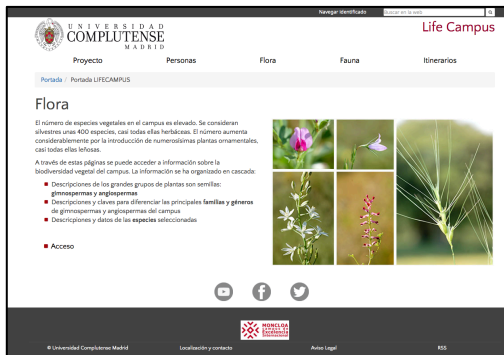 Navegar identificado
Buscar en la web
UNIVERSIDAD
COMPLUTENSE
MADRID
Life Campus
Proyecto Personas Flora Fauna Itinerarios
Portada / Portada LIFECAMPUS
Flora
El número de especies vegetales en el campus es elevado. Se consideran
silvestres unas 400 especies, casi todas ellas herbáceas. El número aumenta
considerablemente por la introducción de numerosísimas plantas ornamentales,
casi todas ellas leñosas.
A través de estas páginas se puede acceder a información sobre la
biodiversidad vegetal del campus. La información se ha organizado en cascada:
Descripciones de los grandes grupos de plantas son semillas:
gimnospermas y angiospermas
Descripciones y claves para diferenciar las principales familias y géneros
de gimnospermas y angiospermas del campus
Descripciones y datos de las especies seleccionadas
Acceso
MONCLOA
Campus de
Excelencia
Internacional
© Universidad Complutense Madrid Localización y contacto Aviso Legal RSS